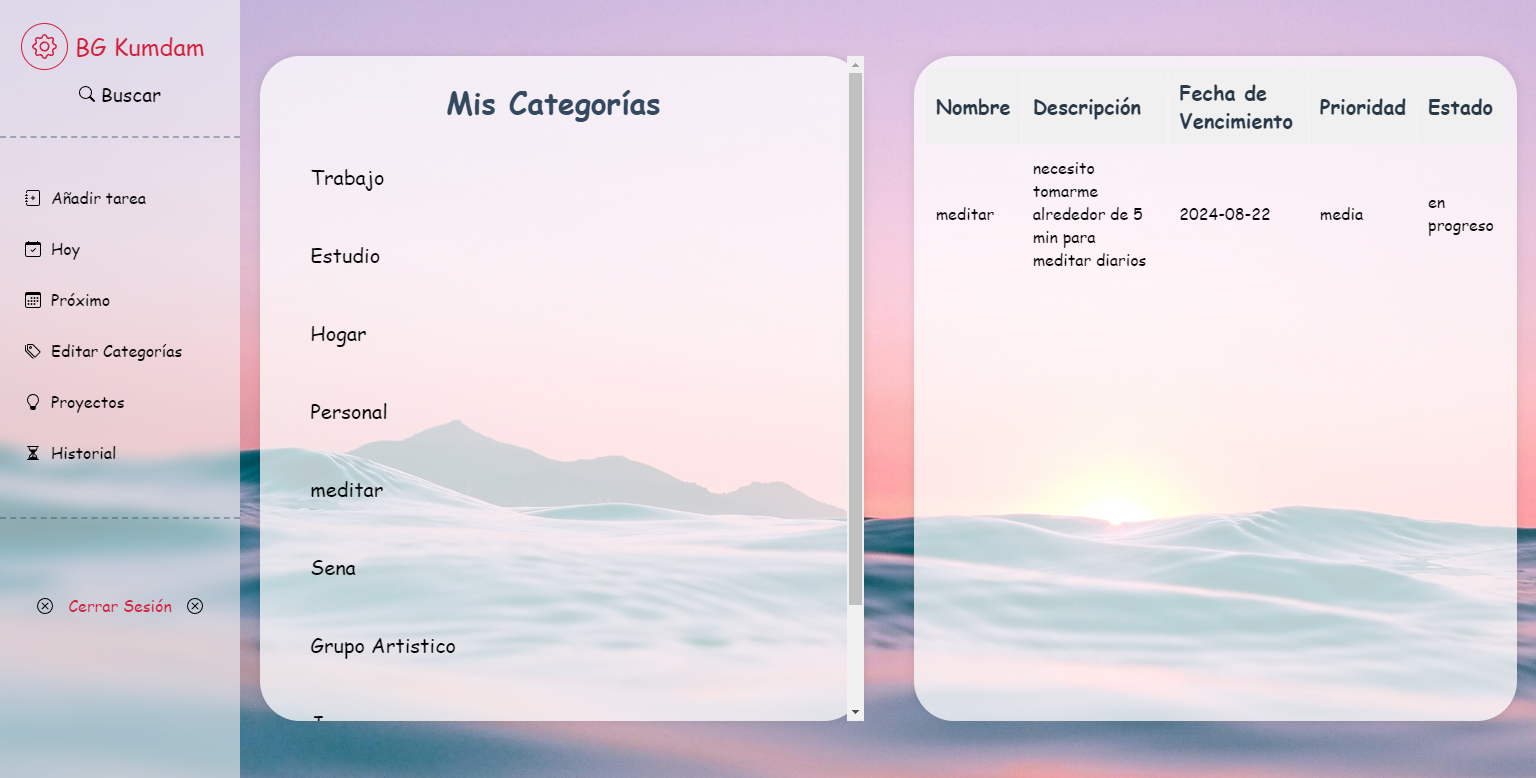 BG Kumdam
Buscar
Añadir tarea
Hoy
Próximo
Editar Categorías
Proyectos
Historial
Cerrar Sesión
Mis Categorías
Trabajo
Estudio
Hogar
Personal
meditar
Sena
Grupo Artistico
Nombre
Descripción
Fecha de
Vencimiento
Prioridad
Estado
meditar
necesito
tomarme
alrededor de 5
min para
meditar diarios
2024-08-22
media
en
progreso